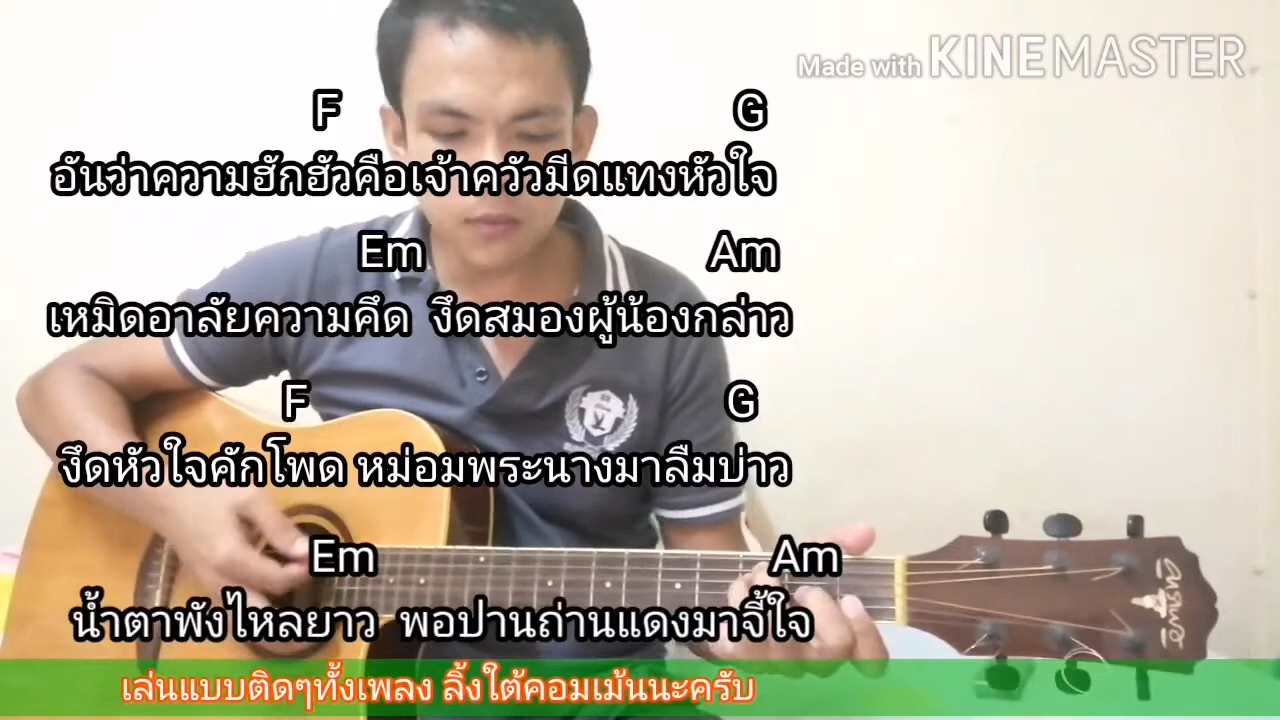 Made with KINEMASTER
F G
อันว่าความฮักฮัวคือเจ้าควัวมีดแทงหัวใจ
Em Am
เหมิดอาลัยความคึด งึดสมองผู้น้องกล่าว
F G
งึดหัวใจคักโพด หม่อมพระนางมาลืมบ่าว
Em Am
น้ำตาพังไหลยาว พอปานถ่านแดงมาจี้ใจ
เล่นแบบติดๆทั้งเพลง ลิ้งใต้คอมเม้นนะครับ